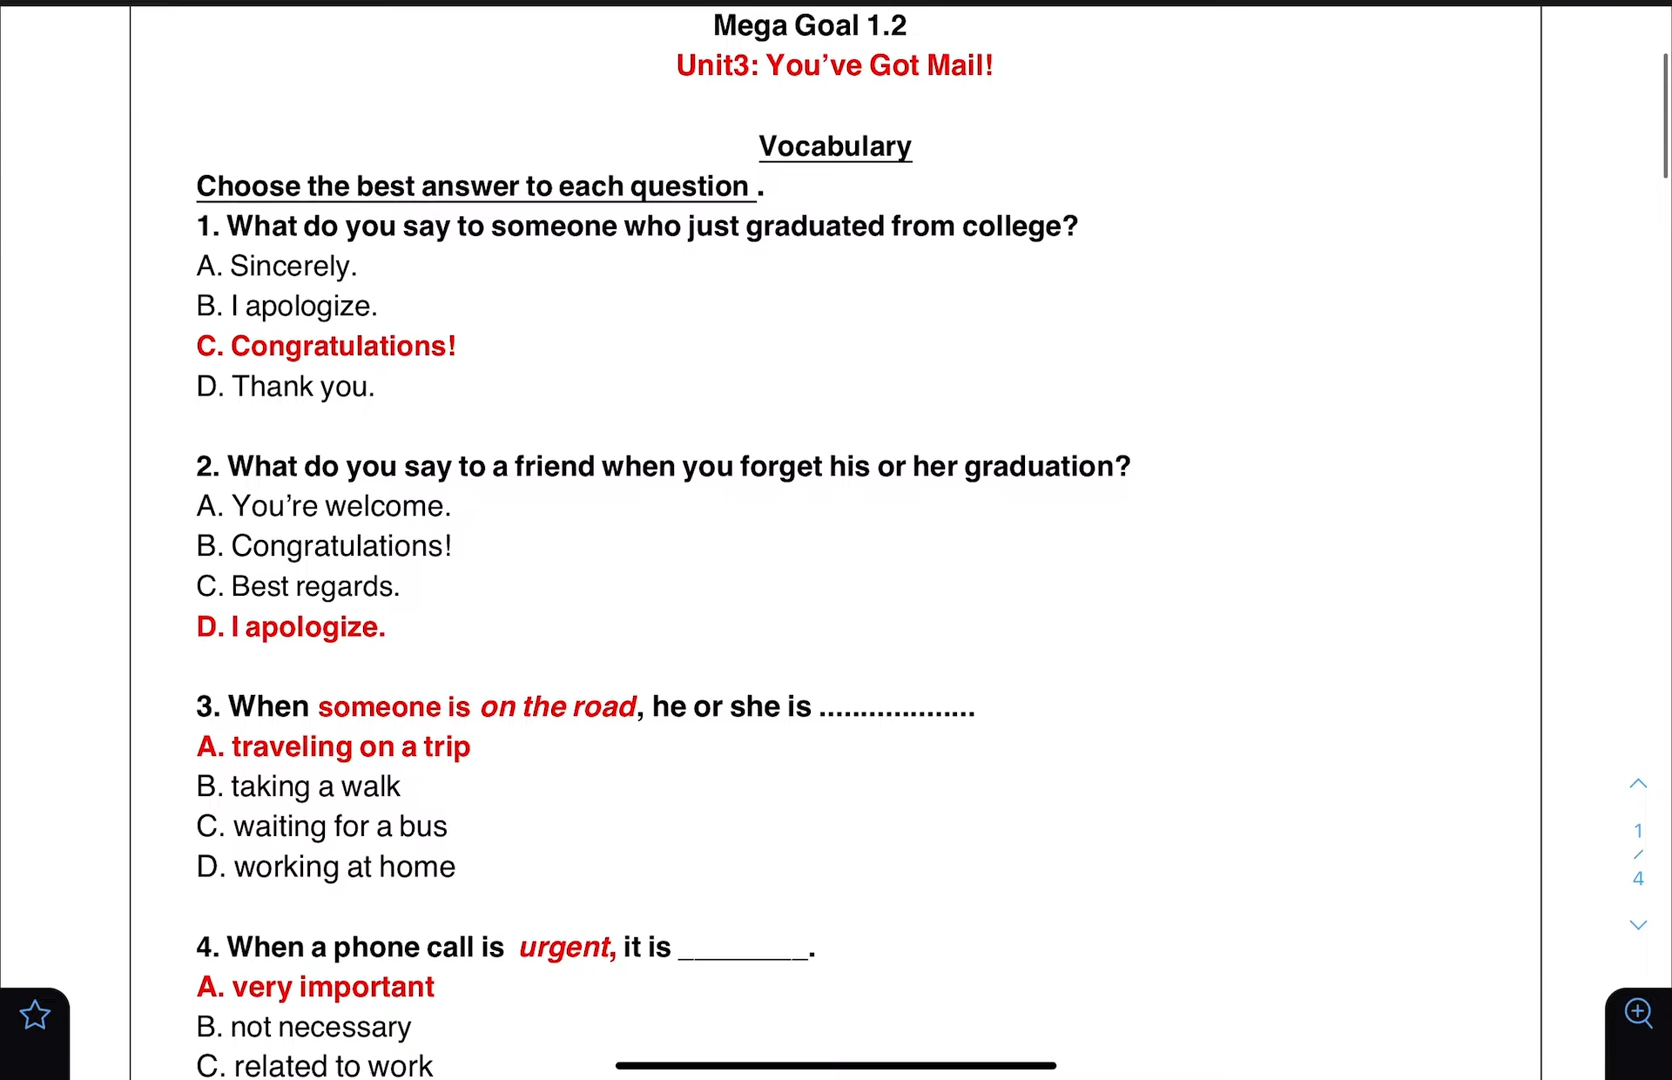 Mega Goal 1.2
Unit3: You’ve Got Mail!
Vocabulary
Choose the best answer to each question .
1. What do you say to someone who just graduated from college?
A. Sincerely.
B. I apologize.
C. Congratulations!
D. Thank you.
2. What do you say to a friend when you forget his or her graduation?
A. You’re welcome.
B. Congratulations!
C. Best regards.
D. I apologize.
3. When someone is on the road, he or she is ...................
A. traveling on a trip
B. taking a walk
C. waiting for a bus
D. working at home
4. When a phone call is urgent, it is ________.
A. very important
B. not necessary
C. related to work
1
/
4